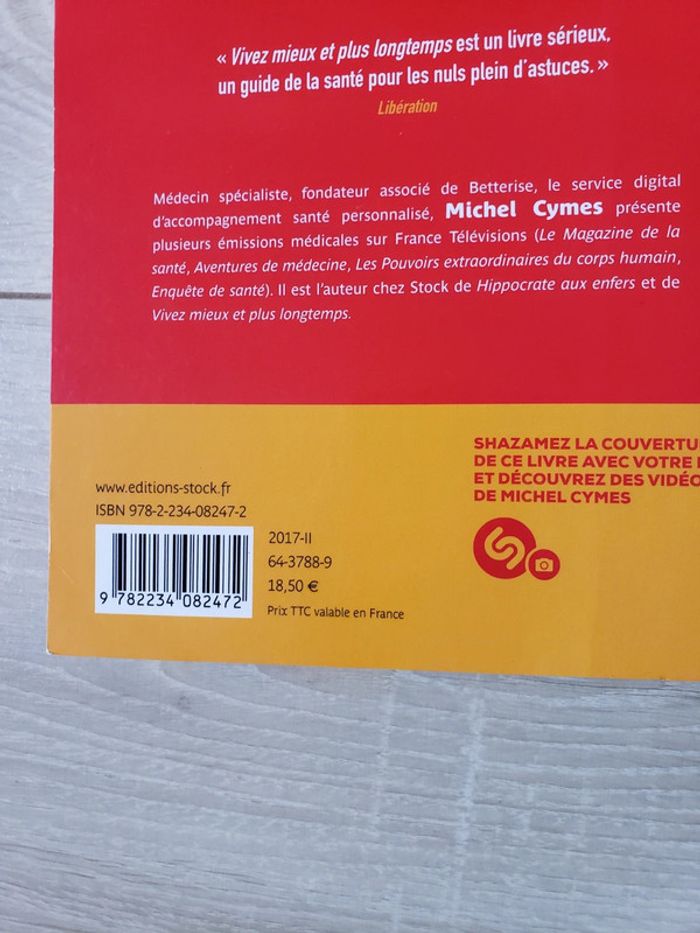 « Vivez mieux et plus longtemps est un livre sérieux,
un guide de la santé pour les nuls plein d'astuces. »
Libération
Médecin spécialiste, fondateur associé de Betterise, le service digital
d'accompagnement santé personnalisé, Michel Cymes présente
plusieurs émissions médicales sur France Télévisions (Le Magazine de la
santé, Aventures de médecine, Les Pouvoirs extraordinaires du corps humain,
Enquête de santé). Il est l'auteur chez Stock de Hippocrate aux enfers et de
Vivez mieux et plus longtemps.
SHAZAMEZ LA COUVERTU
DE CE LIVRE AVEC VOTRE
ET DÉCOUVREZ DES VIDÉO
DE MICHEL CYMES
www.editions-stock.fr
ISBN 978-2-234-08247-2
9 782234 082472
2017-II
64-3788-9
18,50 €
Prix TTC valable en France